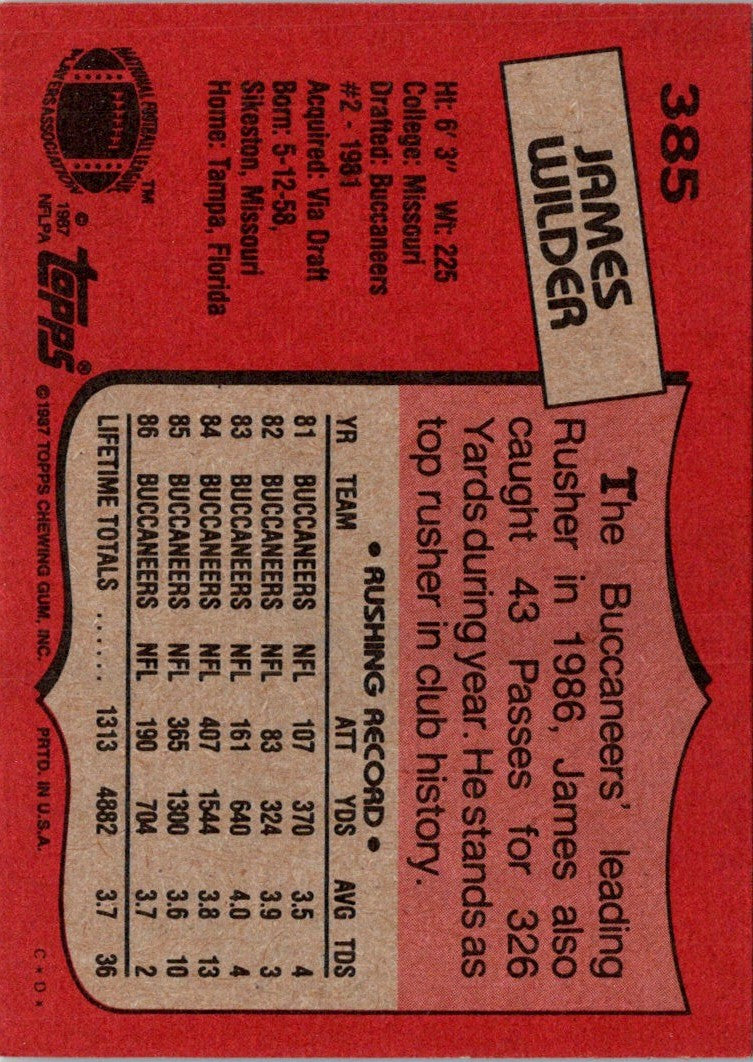 385
JAMES
WILDER
Ht: 6' 3" Wt: 225
College: Missouri
Drafted: Buccaneers
#2 - 1981
Acquired: Via Draft
Born: 5-12-58,
Sikeston, Missouri
Home: Tampa, Florida
NATIONAL FOOTBALL LEAGUE
PLAYERS ASSOCIATION
™
© 1987
NFLPA
topps®
The Buccaneers' leading
Rusher in 1986, James also
caught 43 Passes for 326
Yards during year. He stands as
top rusher in club history.
• RUSHING RECORD •
YR TEAM ATT YDS AVG TDS
81 BUCCANEERS NFL 107 370 3.5 4
82 BUCCANEERS NFL 83 324 3.9 3
83 BUCCANEERS NFL 161 640 4.0 4
84 BUCCANEERS NFL 407 1544 3.8 13
85 BUCCANEERS NFL 365 1300 3.6 10
86 BUCCANEERS NFL 190 704 3.7 2
LIFETIME TOTALS ....... 1313 4882 3.7 36
© 1987 TOPPS CHEWING GUM, INC. PRTD. IN U.S.A. C * D *